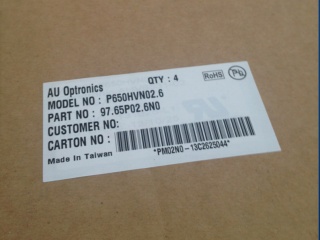 AU Optronics QTY : 4 RoHS Pb
MODEL NO : P650HVN02.6
PART NO : 97.65P02.6N0
CUSTOMER NO:
CARTON NO :
*PM02N0-13C2625044*
Made In Taiwan